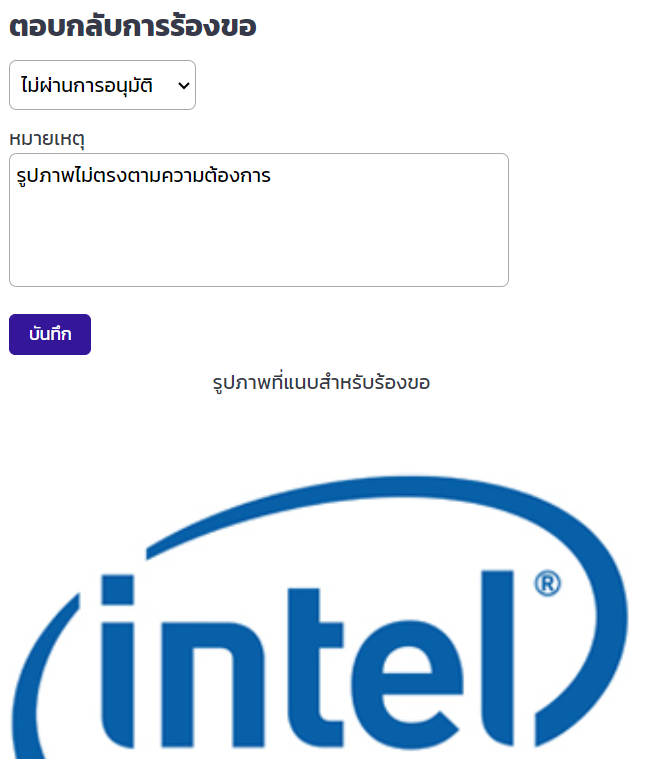 ตอบกลับการร้องขอ
ไม่ผ่านการอนุมัติ
หมายเหตุ
รูปภาพไม่ตรงตามความต้องการ
บันทึก
รูปภาพที่แนบสำหรับร้องขอ
intel®